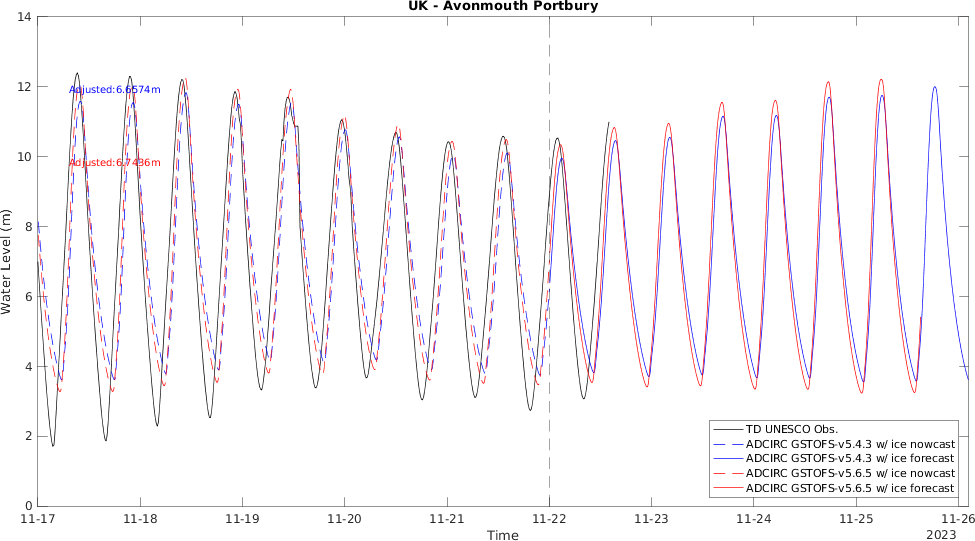 UK - Avonmouth Portbury
14
12
10
8
6
4
2
0
Water Level (m)
Adjusted:6.6574m
Adjusted:6.7436m
TD UNESCO Obs.
ADCIRC GSTOFS-v5.4.3 w/ ice nowcast
ADCIRC GSTOFS-v5.4.3 w/ ice forecast
ADCIRC GSTOFS-v5.6.5 w/ ice nowcast
ADCIRC GSTOFS-v5.6.5 w/ ice forecast
11-17 11-18 11-19 11-20 11-21 11-22 11-23 11-24 11-25 11-26
Time
2023